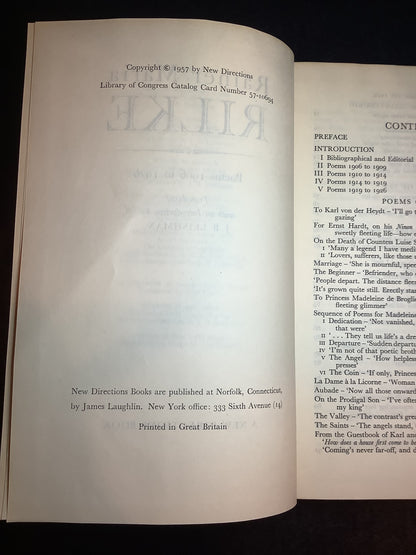 Copyright © 1957 by New Directions
Library of Congress Catalog Card Number 57-10694
New Directions Books are published at Norfolk, Connecticut,
by James Laughlin. New York office: 333 Sixth Avenue (14)
Printed in Great Britain
CONTE
PREFACE
INTRODUCTION
I Bibliographical and Editorial
II Poems 1906 to 1909
III Poems 1910 to 1914
IV Poems 1914 to 1919
V Poems 1919 to 1926
POEMS
To Karl von der Heydt – 'I'll go
gazing'
For Ernst Hardt, on his Ninon
sweetly fleeting life—how
On the Death of Countess Luise
I 'Many a legend I have medi
II 'Lovers, sufferers, like those
Marriage – 'She is mournful, spee
The Beginner – 'Befriender, who
'People depart. The distance flee
'It's grown quite still. Erectly star
To Princess Madeleine de Brogli
fleeting glimmer'
Sequence of Poems for Madeleine
I Dedication – 'Not vanished,
that were'
II '. . . They tell us life's a dre
III Departure – 'Sudden depart
IV 'I'm not of that poetic broth
V The Angel – 'How helpless
presses'
VI The Coin – 'If only, Princes
La Dame à la Licorne – 'Woman
Aubade – 'Now all those onward
On the Prodigal Son – 'I've ofte
my king'
The Valley – 'The contrast's grea
The Saints – 'The angels stand,
From the Guestbook of Karl and
'How does a house first come to be
'Coming's never far-off, and d